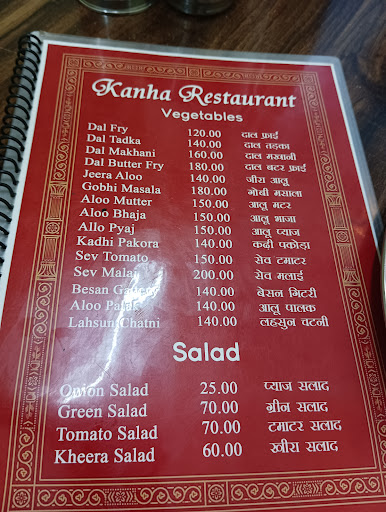 Kanha Restaurant
Vegetables
Dal Fry 120.00 दाल फ्राई
Dal Tadka 140.00 दाल तड़का
Dal Makhani 160.00 दाल मखानी
Dal Butter Fry 180.00 दाल बटर फ्राई
Jeera Aloo 140.00 जीरा आलू
Gobhi Masala 180.00 गोबी मसाला
Aloo Mutter 150.00 आलू मटर
Aloo Bhaja 150.00 आलू भाजा
Allo Pyaj 150.00 आलू प्याज
Kadhi Pakora 140.00 कढ़ी पकोड़ा
Sev Tomato 150.00 सेव टमाटर
Sev Malai 200.00 सेव मलाई
Besan 140.00 बेसन गिटरी
Aloo Palak 140.00 आलू पालक
Lahsun Chatni 140.00 लहसुन चटनी
Salad
Onion Salad 25.00 प्याज सलाद
Green Salad 70.00 ग्रीन सलाद
Tomato Salad 70.00 टमाटर सलाद
Kheera Salad 60.00 खीरा सलाद